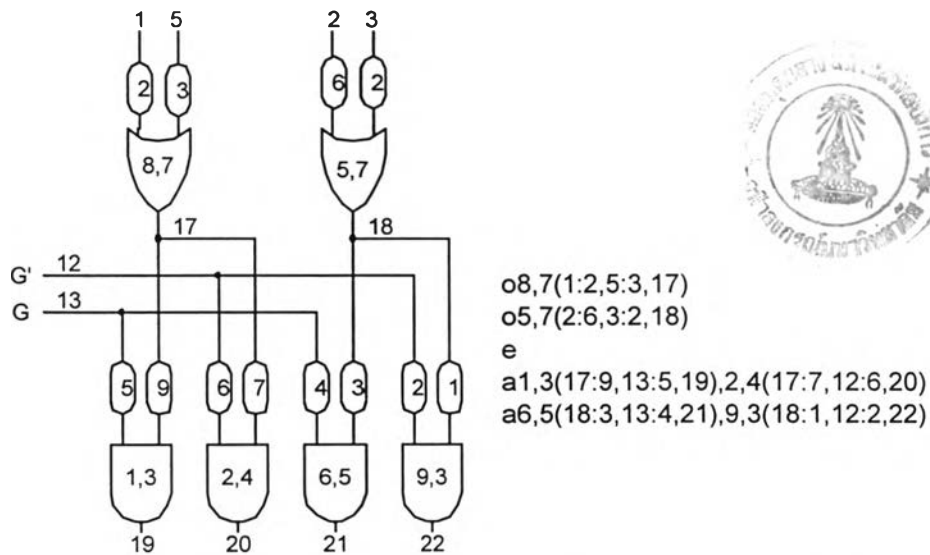 1 5 2 3
2 3 6 2
8,7 5,7
17 18
G' 12
G 13
5 9 6 7 4 3 2 1
1,3 2,4 6,5 9,3
19 20 21 22
o8,7(1:2,5:3,17)
o5,7(2:6,3:2,18)
e
a1,3(17:9,13:5,19),2,4(17:7,12:6,20)
a6,5(18:3,13:4,21),9,3(18:1,12:2,22)